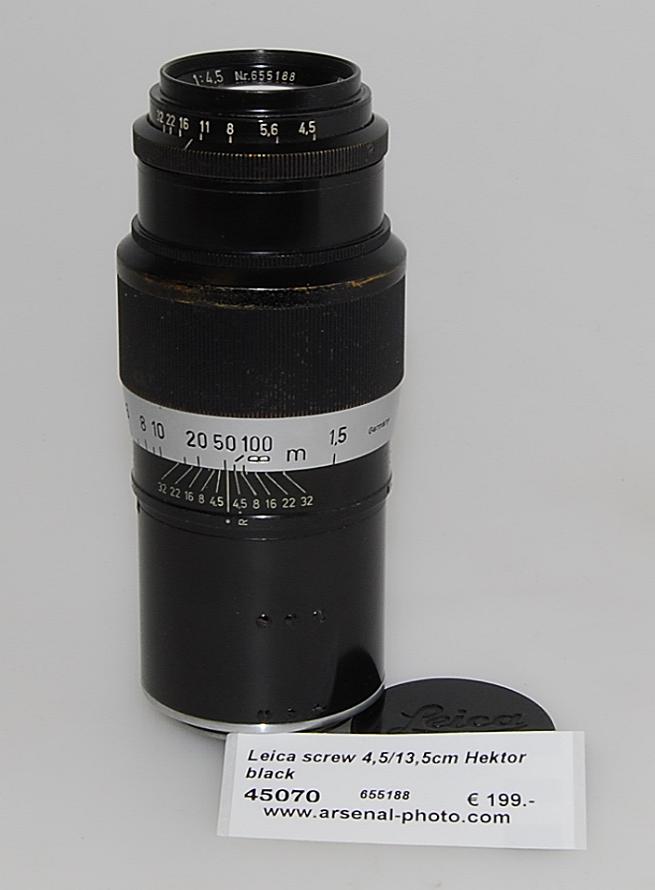 1:4,5 Nr.655188
32 22 16 11 8 5,6 4,5
8 10 20 50 100 ∞ m 1,5 Germany
32 22 16 8 4,5 4,5 8 16 22 32
R
Leica
Leica screw 4,5/13,5cm Hektor
black
45070 655188 € 199.-
www.arsenal-photo.com